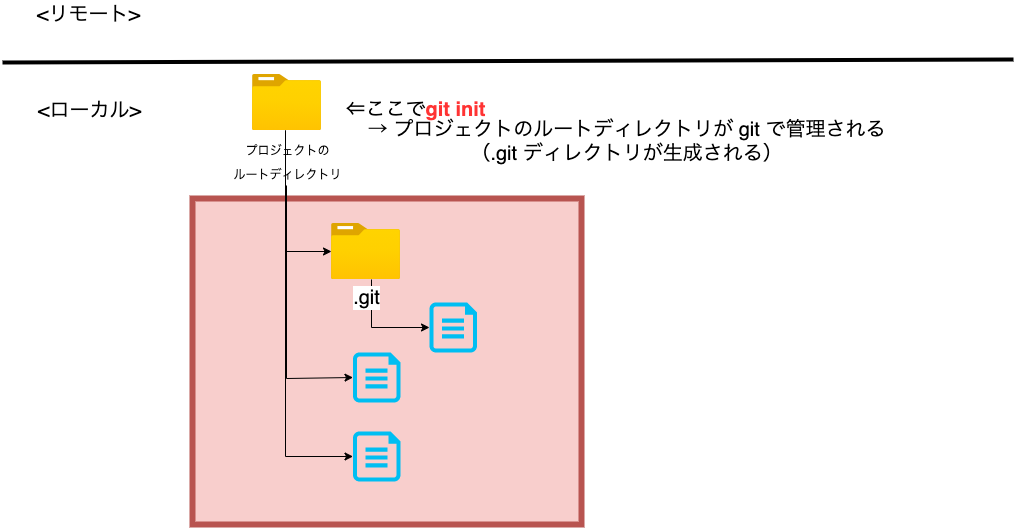 <リモート>
<ローカル>
⇐ここでgit init
→ プロジェクトのルートディレクトリが git で管理される
（.git ディレクトリが生成される）
プロジェクトの
ルートディレクトリ
.git